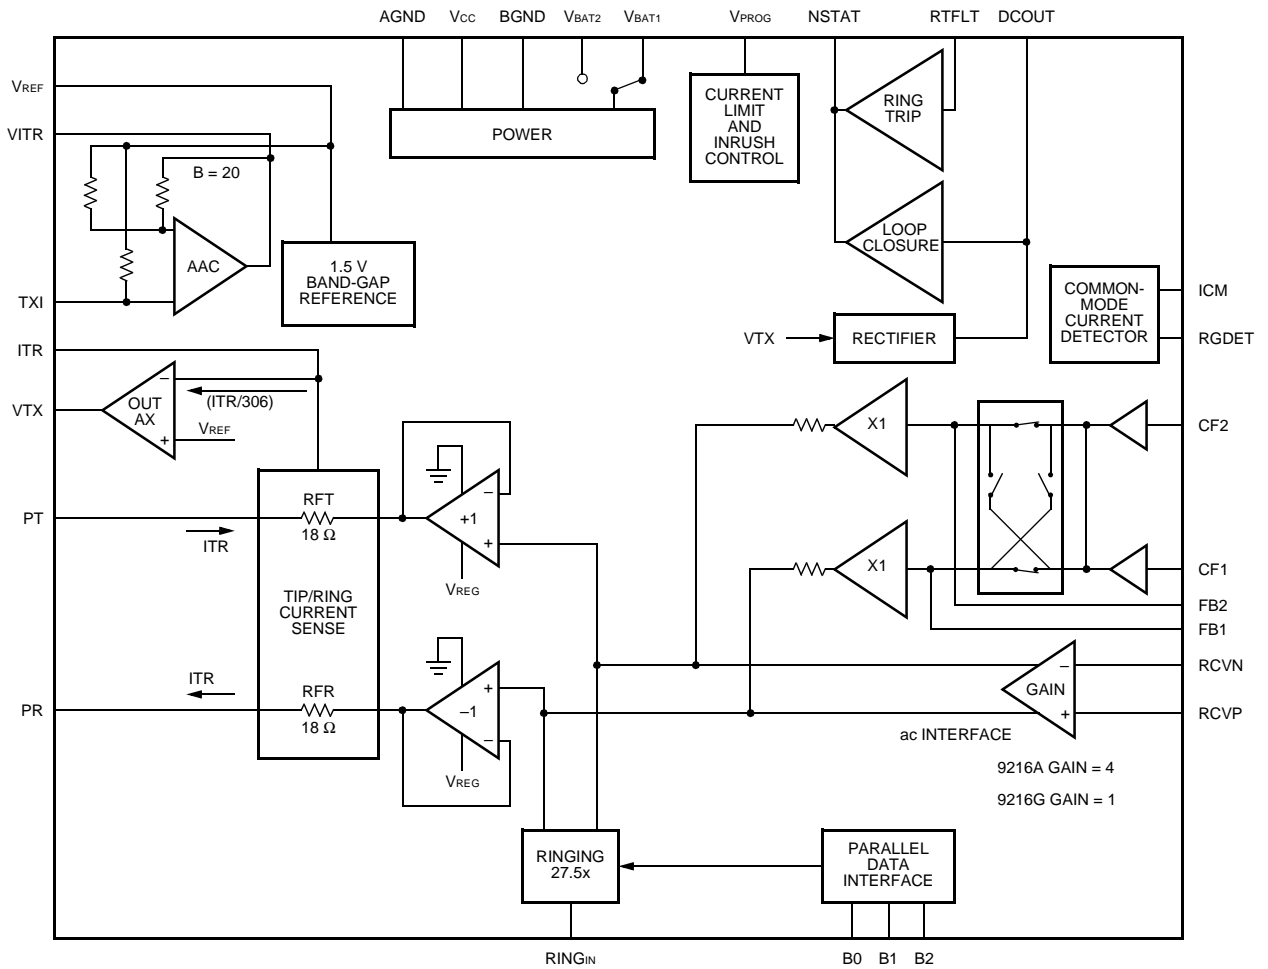 AGND VCC BGND VBAT2 VBAT1 VPROG NSTAT RTFLT DCOUT
VREF
VITR
B = 20
AAC
TXI
1.5 V
BAND-GAP
REFERENCE
POWER
CURRENT
LIMIT
AND
INRUSH
CONTROL
RING
TRIP
LOOP
CLOSURE
VTX
RECTIFIER
COMMON-
MODE
CURRENT
DETECTOR
ICM
RGDET
ITR
VTX
OUT
AX
–
+
(ITR/306)
VREF
PT
ITR
RFT
18 Ω
TIP/RING
CURRENT
SENSE
ITR
PR
RFR
18 Ω
–
+1
+
VREG
+
–1
–
VREG
X1
X1
CF2
CF1
FB2
FB1
RCVN
RCVP
–
GAIN
+
ac INTERFACE
9216A GAIN = 4
9216G GAIN = 1
RINGING
27.5x
PARALLEL
DATA
INTERFACE
RINGIN
B0 B1 B2